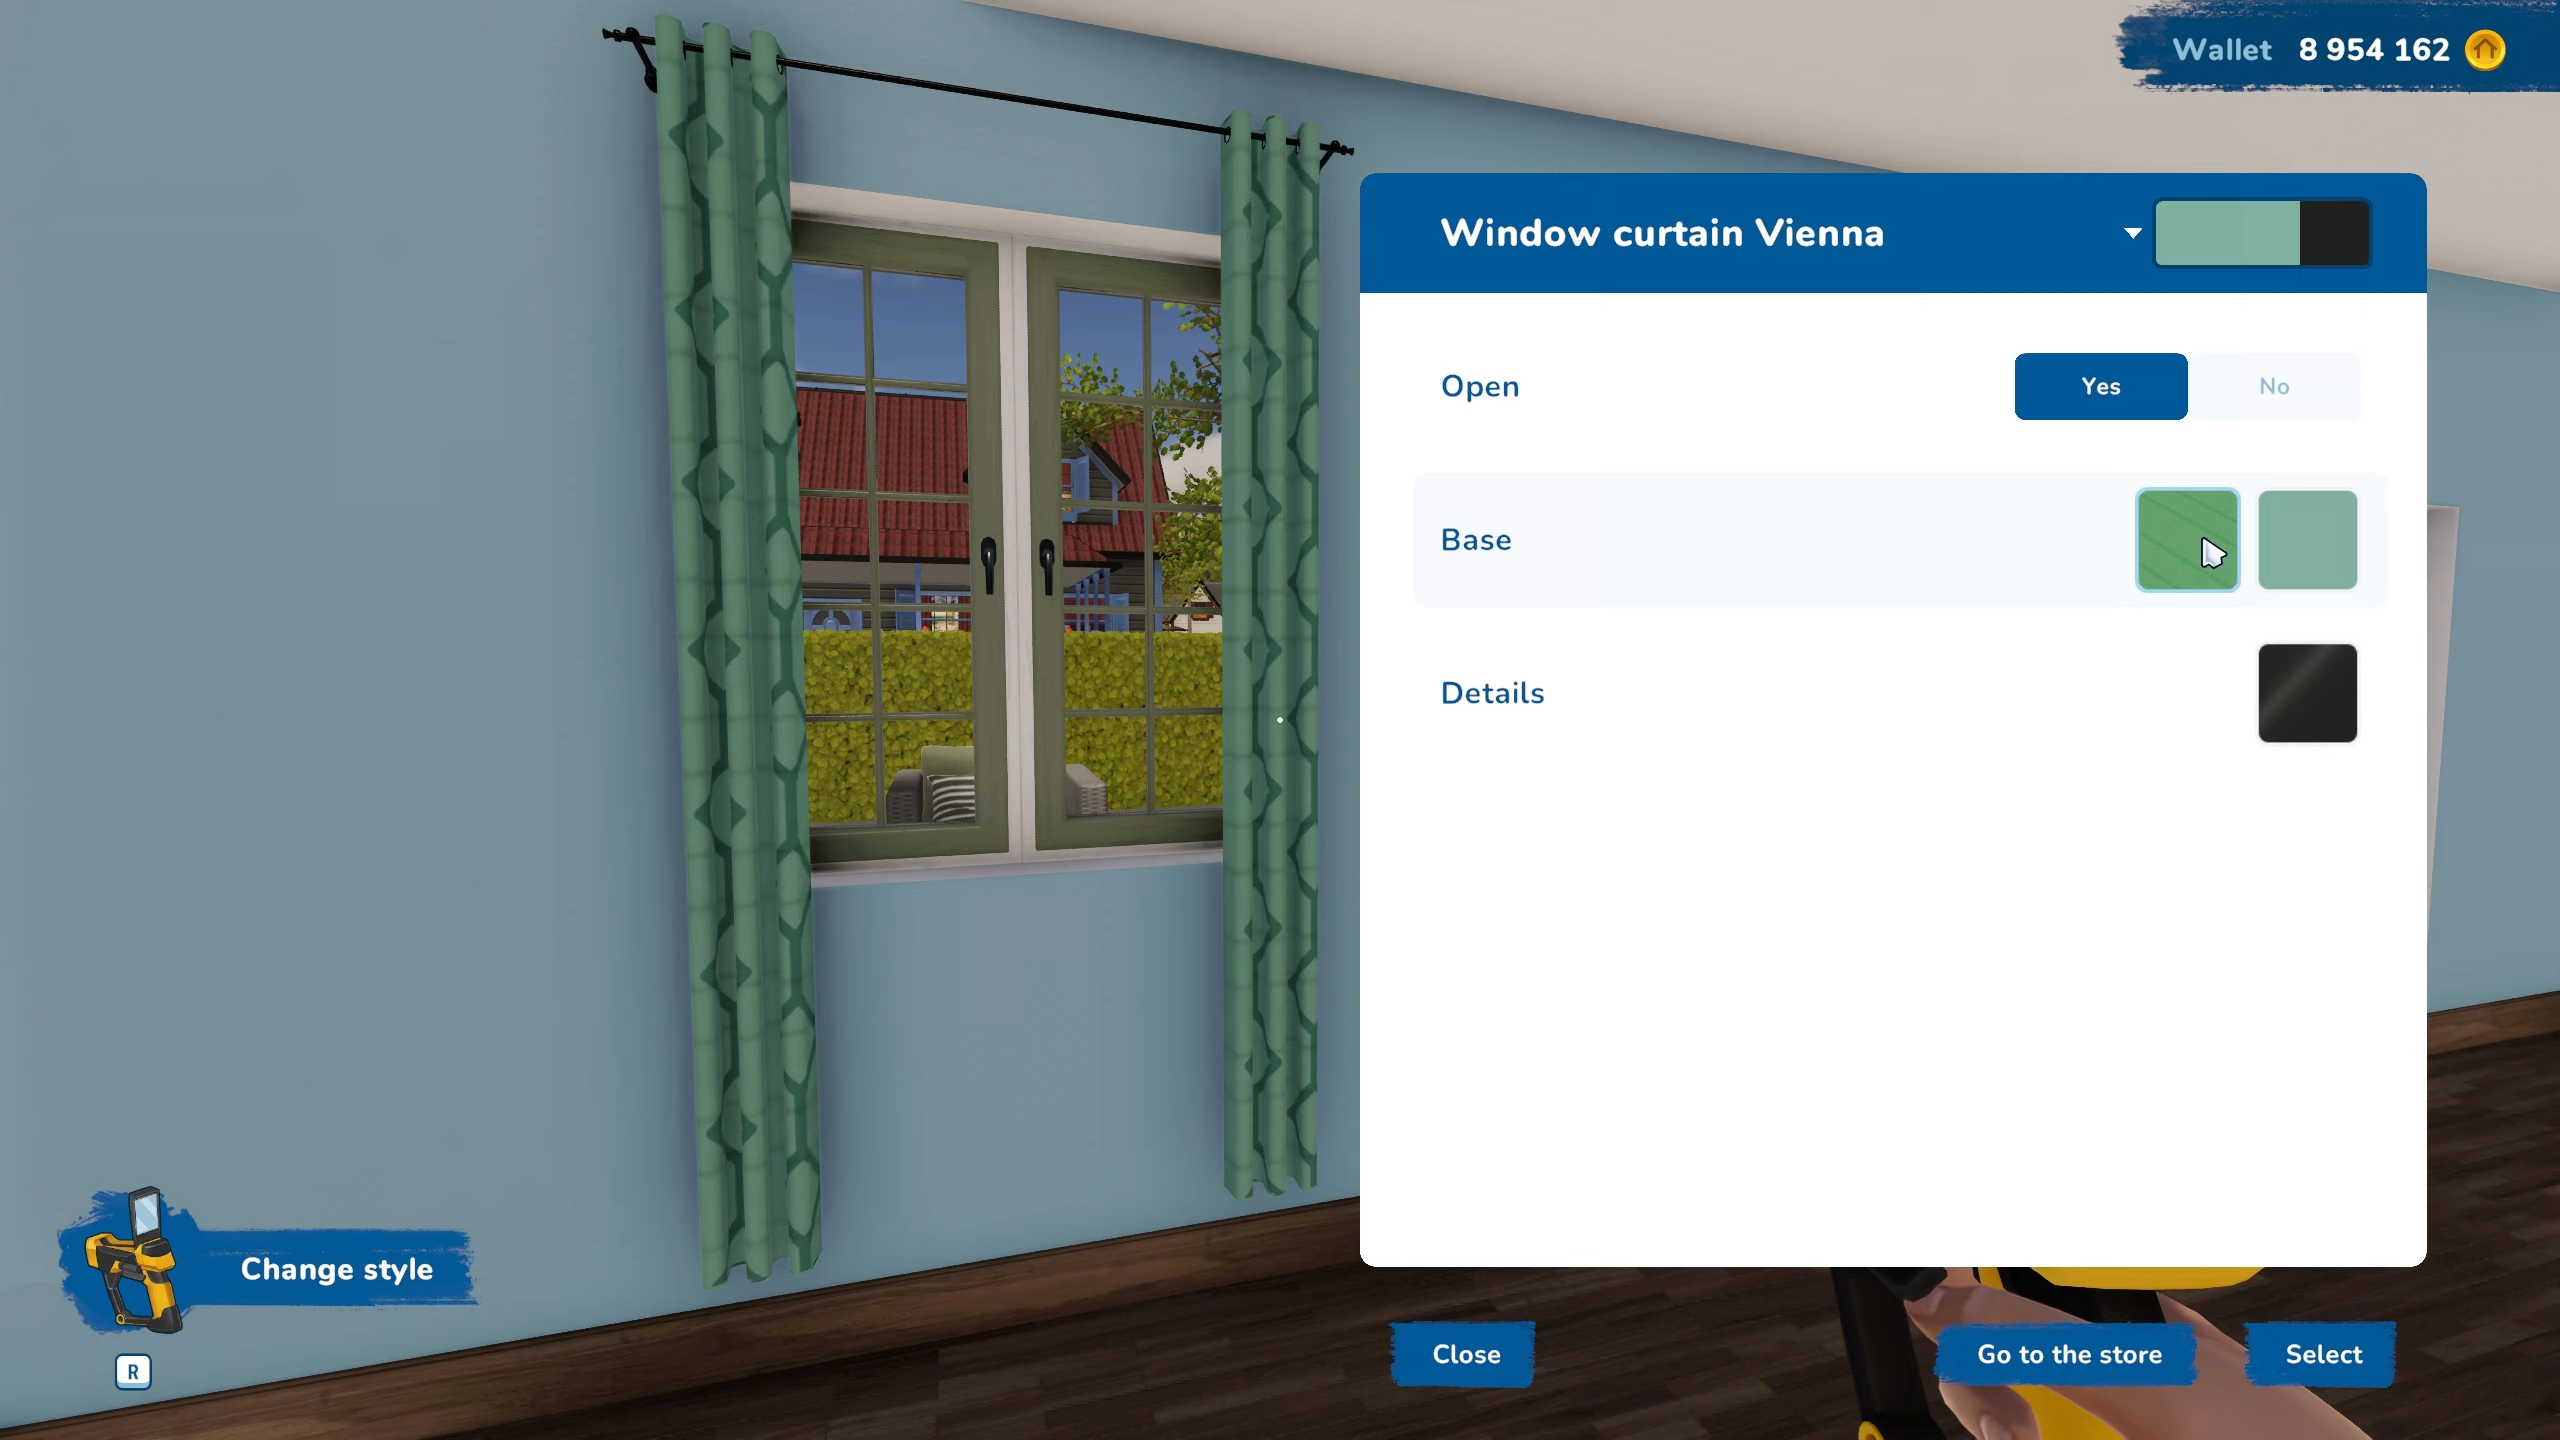 Wallet 8 954 162
Window curtain Vienna
Open Yes No
Base
Details
Change style
R
Close Go to the store Select